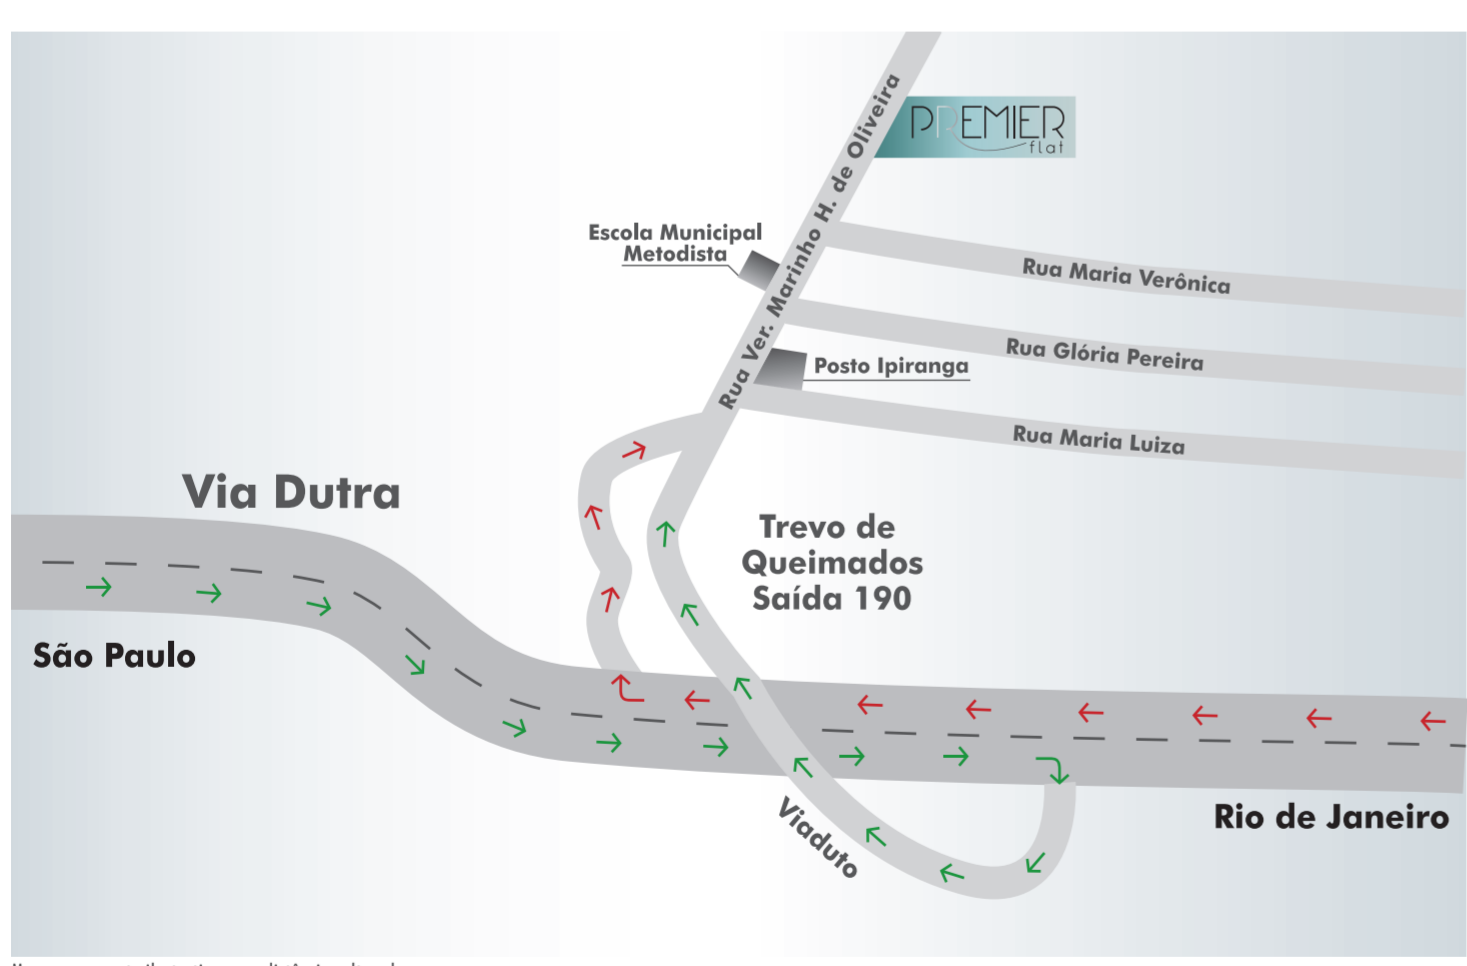 PREMIER
flat
Rua Ver. Marinho H. de Oliveira
Escola Municipal
Metodista
Rua Maria Verônica
Rua Glória Pereira
Posto Ipiranga
Rua Maria Luiza
Via Dutra
Trevo de
Queimados
Saída 190
São Paulo
Rio de Janeiro
Viaduto